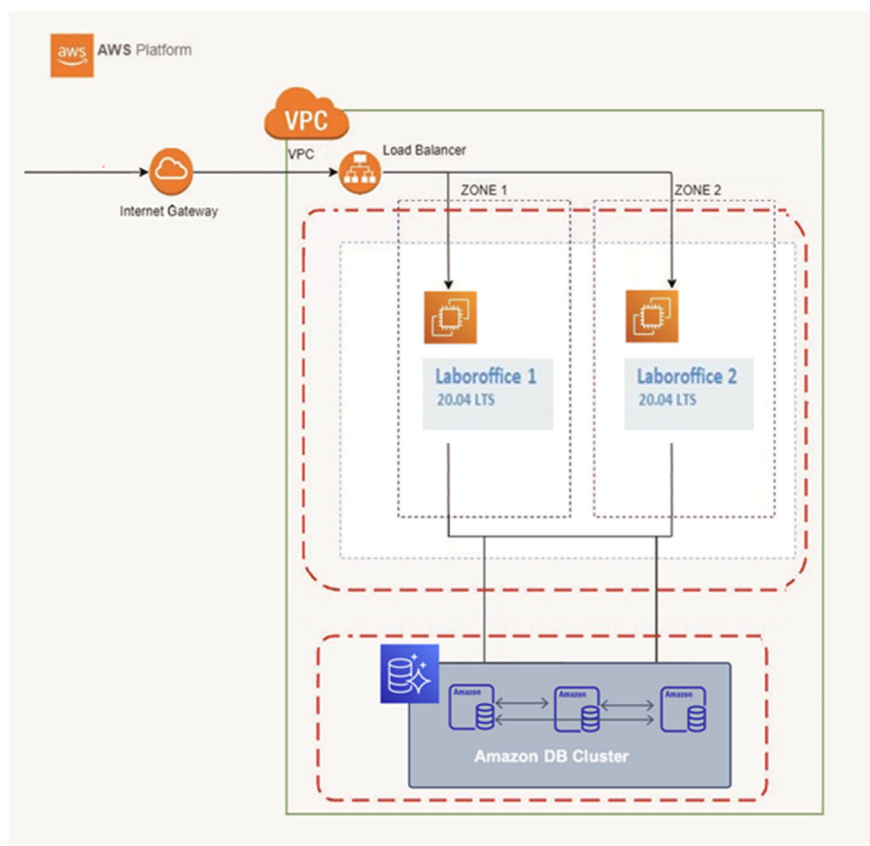 aws
AWS Platform
VPC
VPC
Load Balancer
Internet Gateway
ZONE 1
ZONE 2
Laboroffice 1
20.04 LTS
Laboroffice 2
20.04 LTS
Amazon
Amazon
Amazon
Amazon DB Cluster